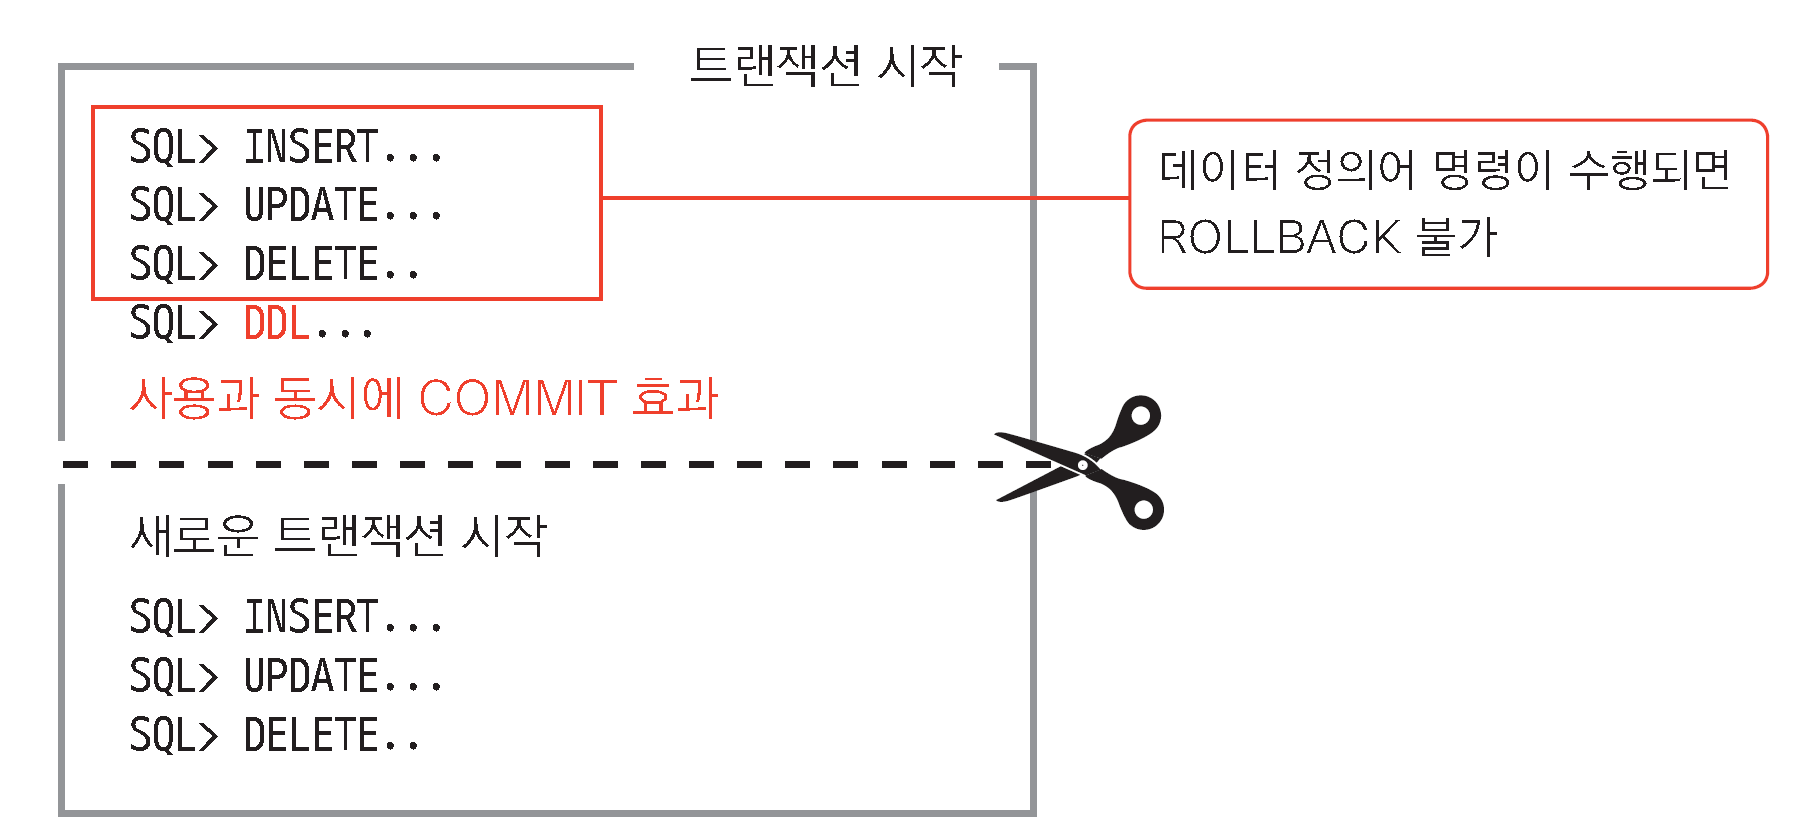 트랜잭션 시작
SQL> INSERT...
SQL> UPDATE...
SQL> DELETE..
SQL> DDL...
사용과 동시에 COMMIT 효과
데이터 정의어 명령이 수행되면
ROLLBACK 불가
새로운 트랜잭션 시작
SQL> INSERT...
SQL> UPDATE...
SQL> DELETE..